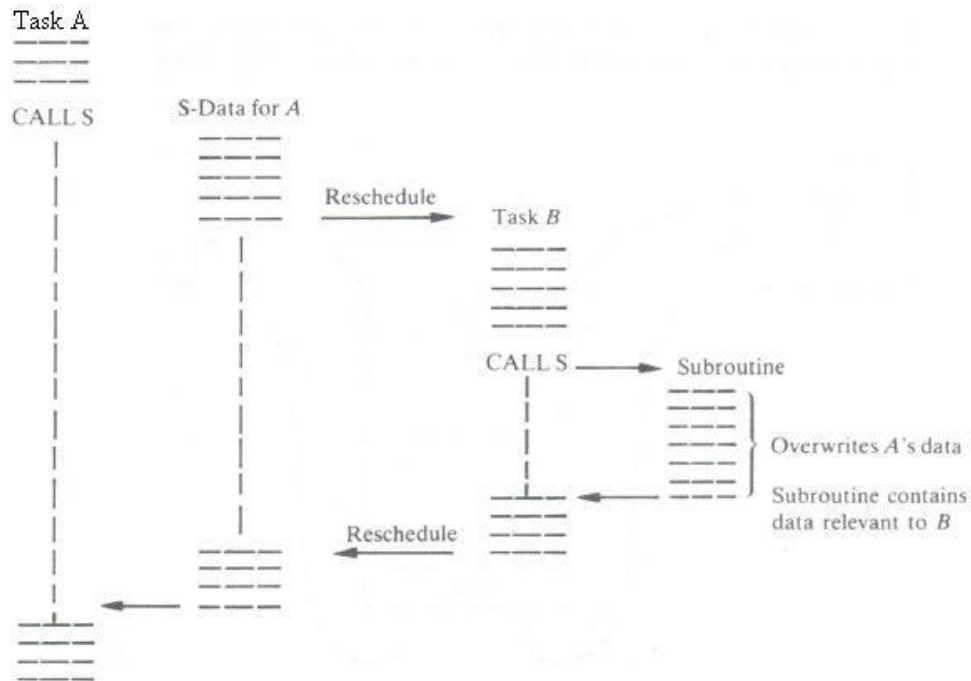 Task A
CALL S
S-Data for A
Reschedule
Task B
CALL S
Subroutine
Overwrites A's data
Subroutine contains
data relevant to B
Reschedule